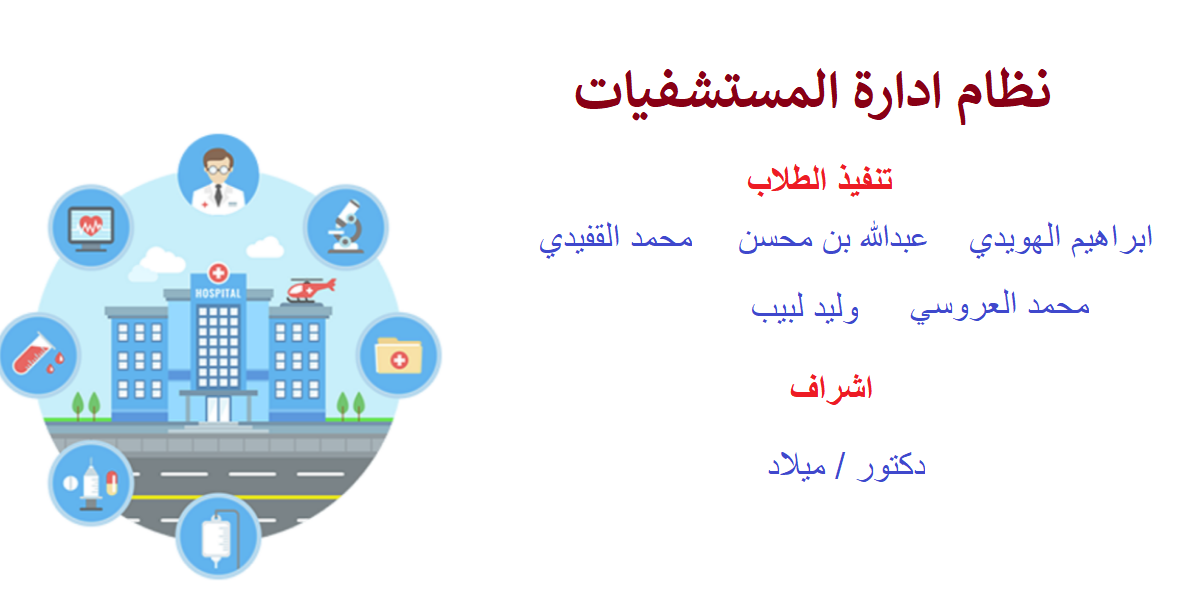 نظام ادارة المستشفيات
تنفيذ الطلاب
ابراهيم الهويدي عبدالله بن محسن محمد القفيدي
محمد العروسي وليد لبيب
اشراف
دكتور / ميلاد
HOSPITAL